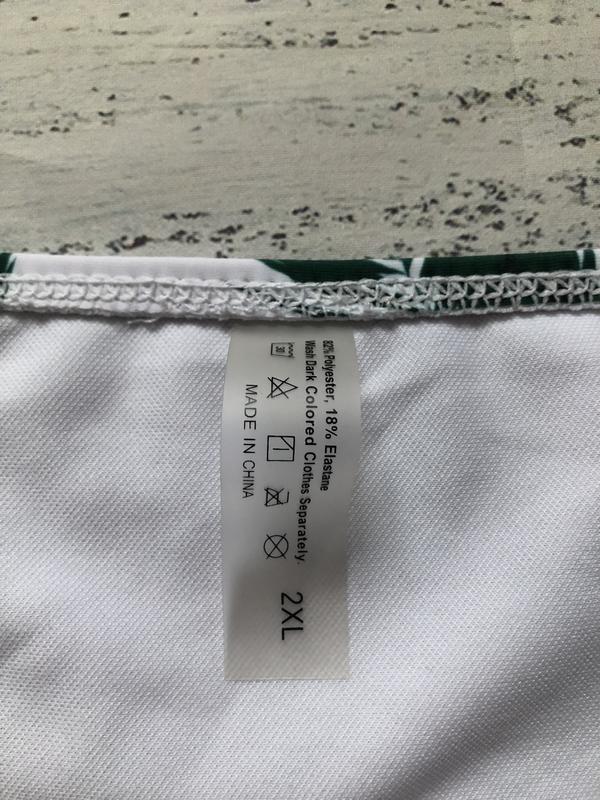 82% Polyester, 18% Elastane
Wash Dark Colored Clothes Separately.
30
MADE IN CHINA
2XL